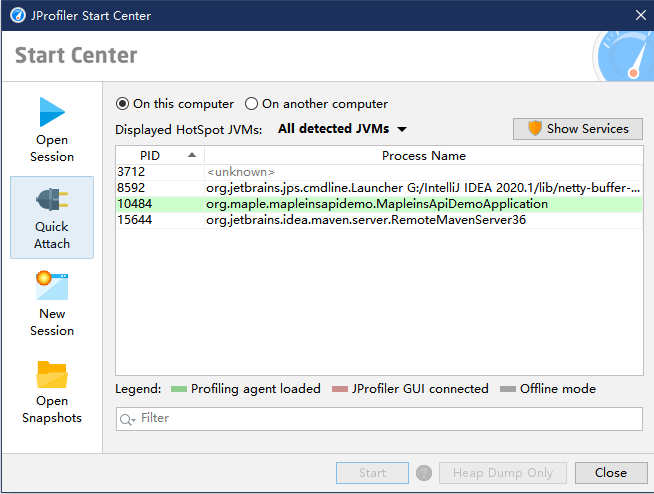 JProfiler Start Center
Start Center
Open
Session
Quick
Attach
New
Session
Open
Snapshots
On this computer On another computer
Displayed HotSpot JVMs: All detected JVMs Show Services
PID Process Name
3712 <unknown>
8592 org.jetbrains.jps.cmdline.Launcher G:/IntelliJ IDEA 2020.1/lib/netty-buffer-...
10484 org.maple.mapleinsapidemo.MapleinsApiDemoApplication
15644 org.jetbrains.idea.maven.server.RemoteMavenServer36
Legend: Profiling agent loaded JProfiler GUI connected Offline mode
Filter
Start ? Heap Dump Only Close